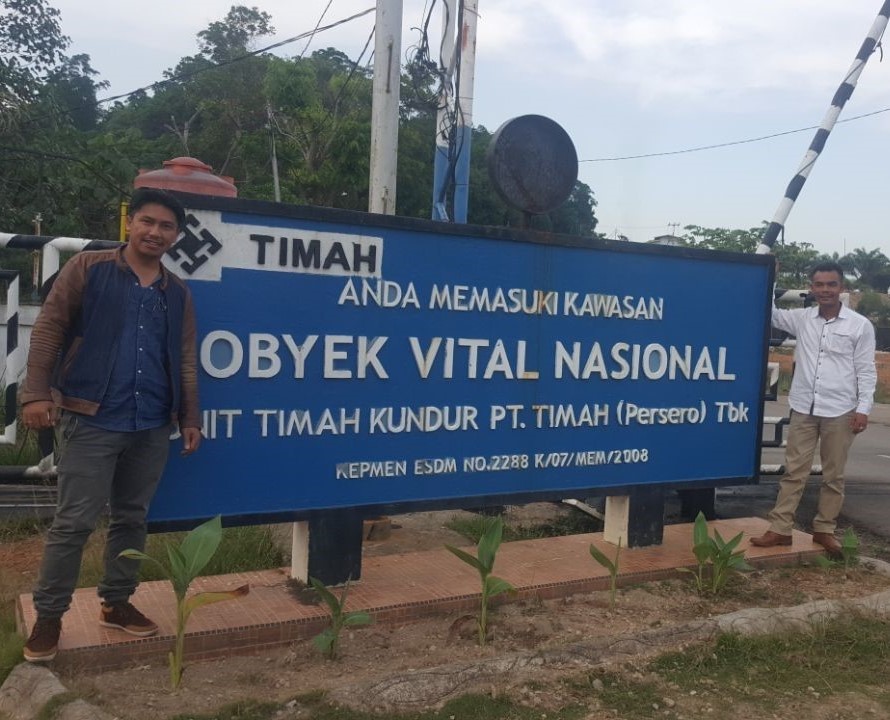 TIMAH
ANDA MEMASUKI KAWASAN
OBYEK VITAL NASIONAL
UNIT TIMAH KUNDUR PT. TIMAH (Persero) Tbk
KEPMEN ESDM NO.2288 K/07/MEM/2008